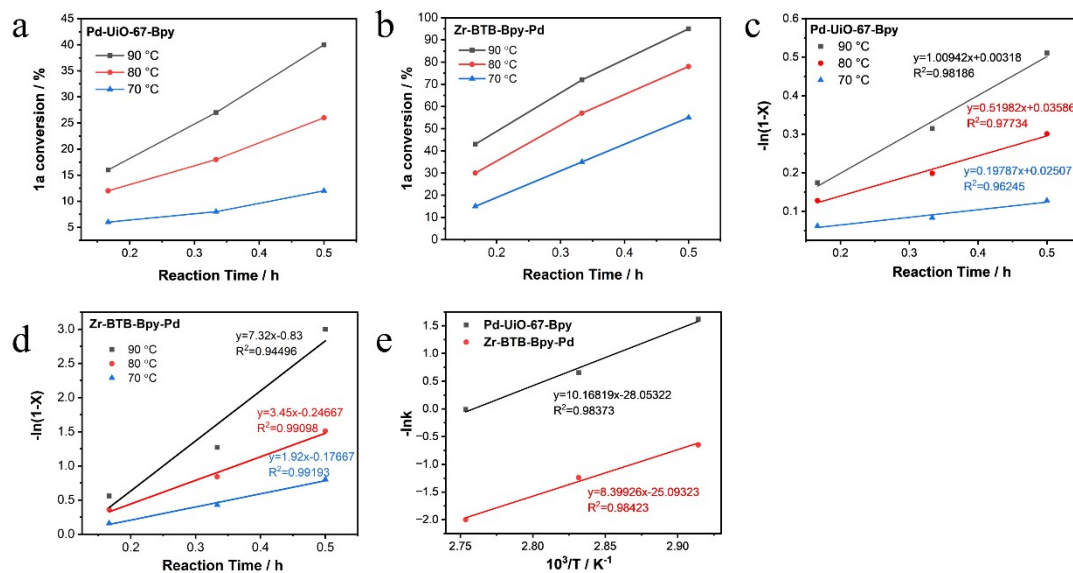 a
Pd-UiO-67-Bpy
90 °C
80 °C
70 °C
1a conversion / %
45
40
35
30
25
20
15
10
5
0.2
0.3
0.4
0.5
Reaction Time / h
b
Zr-BTB-Bpy-Pd
90 °C
80 °C
70 °C
1a conversion / %
100
90
80
70
60
50
40
30
20
10
0
0.2
0.3
0.4
0.5
Reaction Time / h
c
Pd-UiO-67-Bpy
90 °C
80 °C
70 °C
y=1.00942x+0.00318
R²=0.98186
y=0.51982x+0.03586
R²=0.97734
y=0.19787x+0.02507
R²=0.96245
-ln(1-X)
0.6
0.5
0.4
0.3
0.2
0.1
0.2
0.3
0.4
0.5
Reaction Time / h
d
Zr-BTB-Bpy-Pd
90 °C
80 °C
70 °C
y=7.32x-0.83
R²=0.94496
y=3.45x-0.24667
R²=0.99098
y=1.92x-0.17667
R²=0.99193
-ln(1-X)
3.0
2.5
2.0
1.5
1.0
0.5
0.0
0.2
0.3
0.4
0.5
Reaction Time / h
e
Pd-UiO-67-Bpy
Zr-BTB-Bpy-Pd
y=10.16819x-28.05322
R²=0.98373
y=8.39926x-25.09323
R²=0.98423
-lnk
1.5
1.0
0.5
0.0
−0.5
−1.0
−1.5
−2.0
2.75
2.80
2.85
2.90
10³/T / K⁻¹